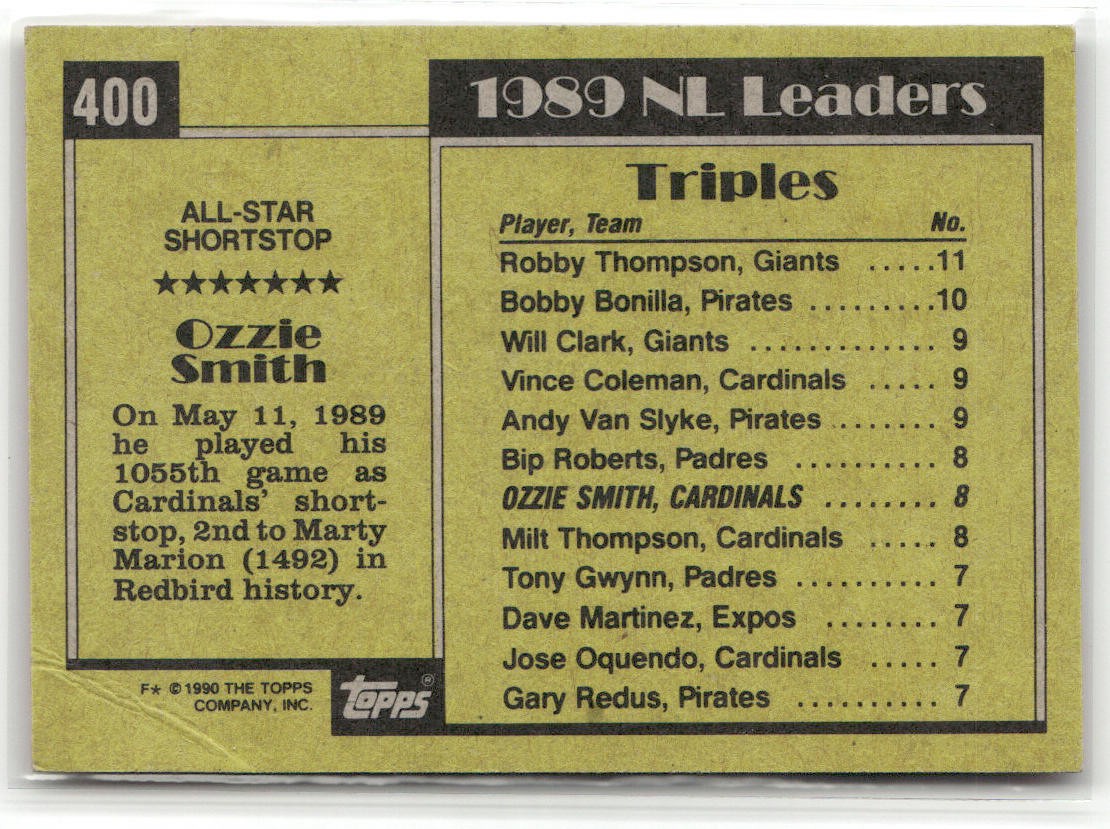 400
ALL-STAR
SHORTSTOP
★★★★★★★
Ozzie
Smith
On May 11, 1989
he played his
1055th game as
Cardinals' short-
stop, 2nd to Marty
Marion (1492) in
Redbird history.
F★ © 1990 THE TOPPS
COMPANY, INC.
Topps®
1989 NL Leaders
Triples
Player, Team No.
Robby Thompson, Giants .....11
Bobby Bonilla, Pirates .........10
Will Clark, Giants ............. 9
Vince Coleman, Cardinals ..... 9
Andy Van Slyke, Pirates ....... 9
Bip Roberts, Padres .......... 8
OZZIE SMITH, CARDINALS ........ 8
Milt Thompson, Cardinals ..... 8
Tony Gwynn, Padres .......... 7
Dave Martinez, Expos ........ 7
Jose Oquendo, Cardinals ..... 7
Gary Redus, Pirates .......... 7